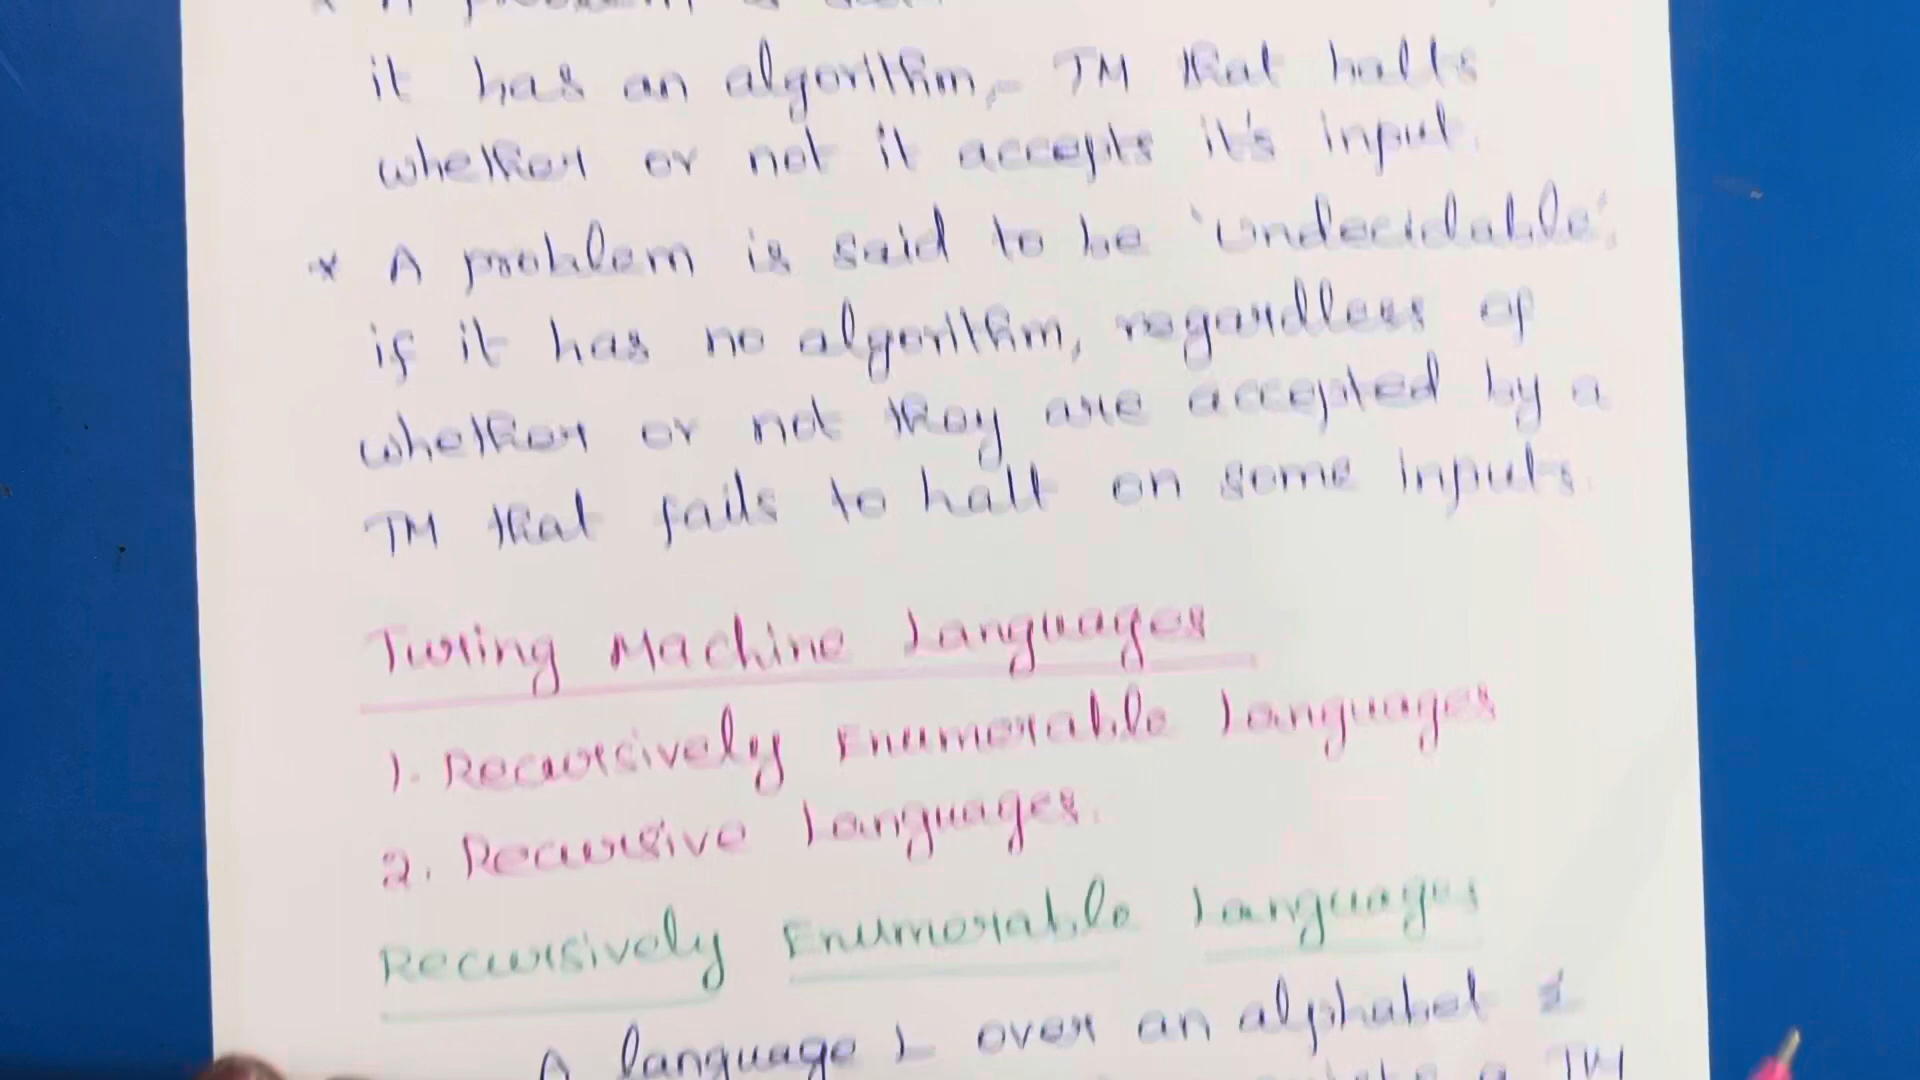 it has an algorithm, TM that halts
whether or not it accepts it's input.
* A problem is said to be 'undecidable',
if it has no algorithm, regardless of
whether or not they are accepted by a
TM that fails to halt on some inputs.
Turing Machine Languages
1. Recursively Enumerable Languages
2. Recursive Languages.
Recursively Enumerable Languages
A language L over an alphabet Σ
a TM